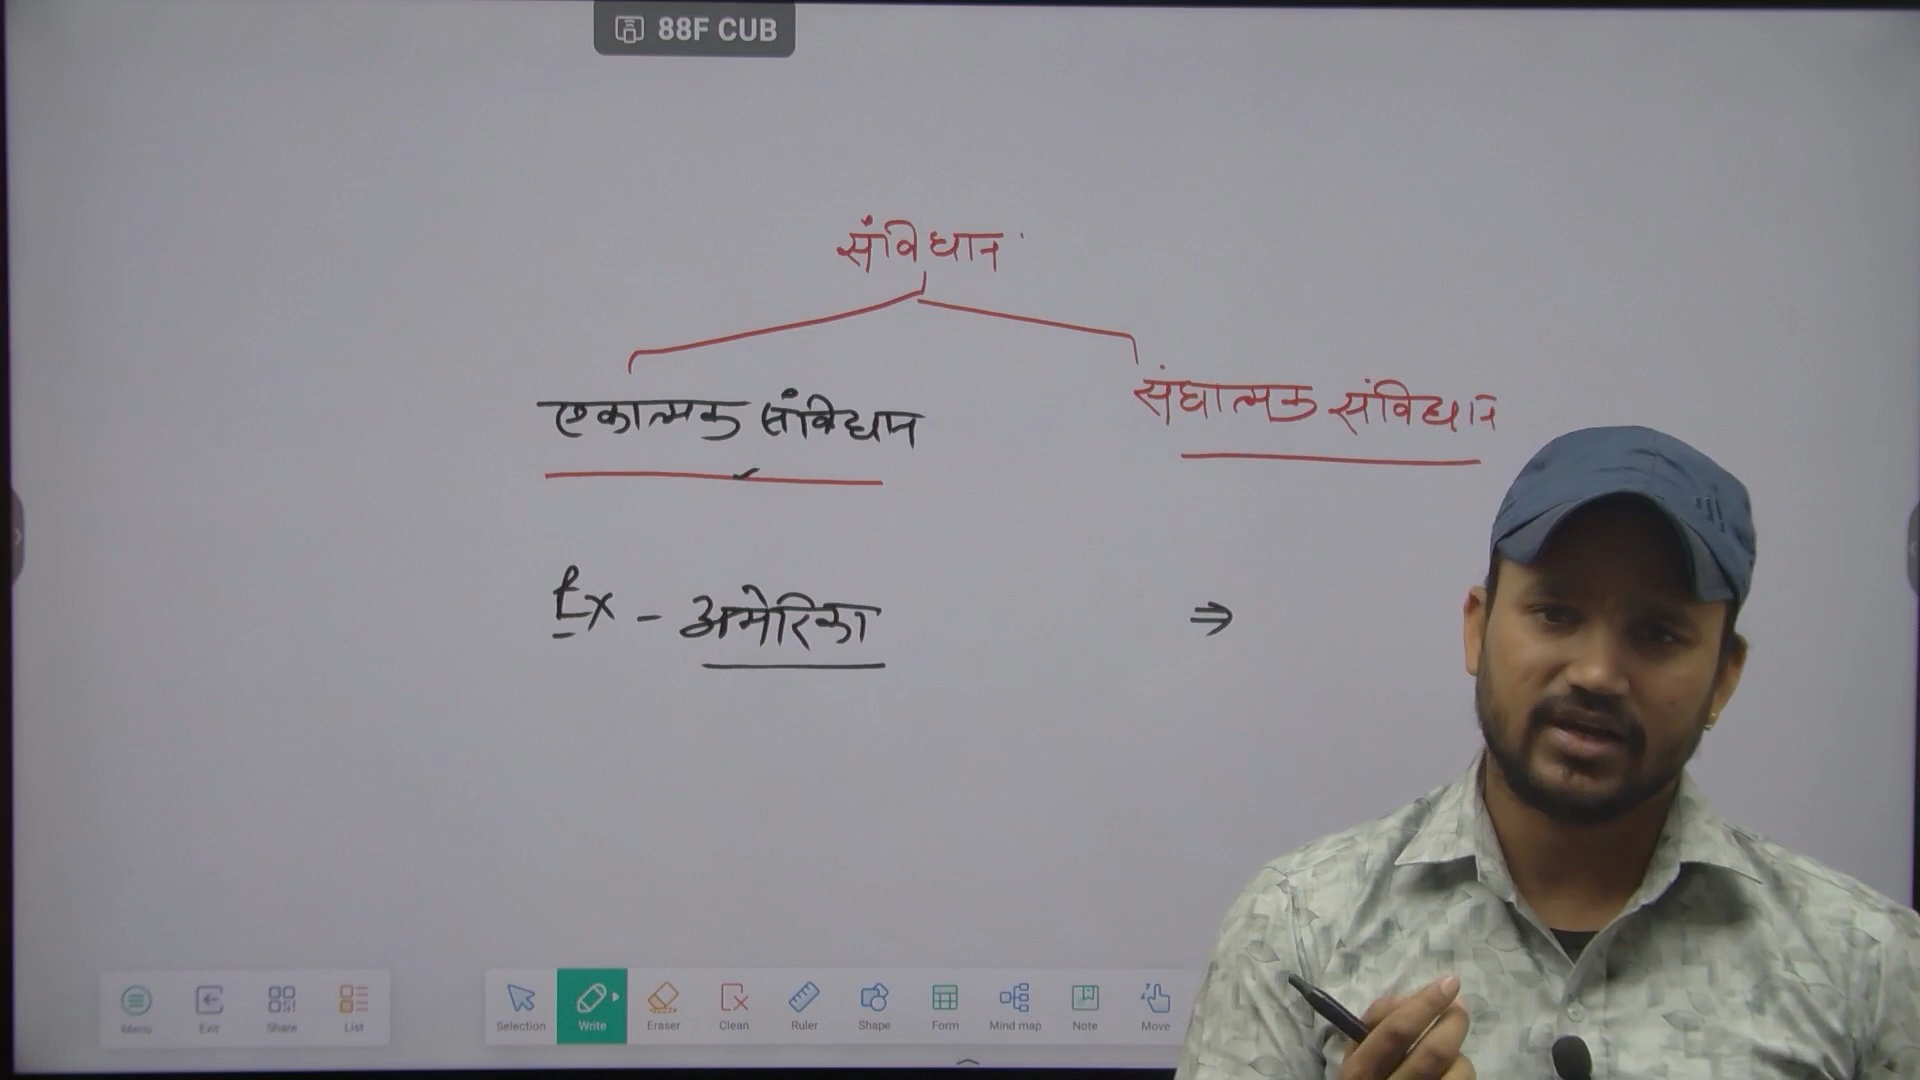 88F CUB
संविधान
एकात्मक संविधान
संघात्मक संविधान
Ex - अमेरिका ⇒
Menu Exit Share List Selection Write Eraser Clean Ruler Shape Form Mind map Note Move